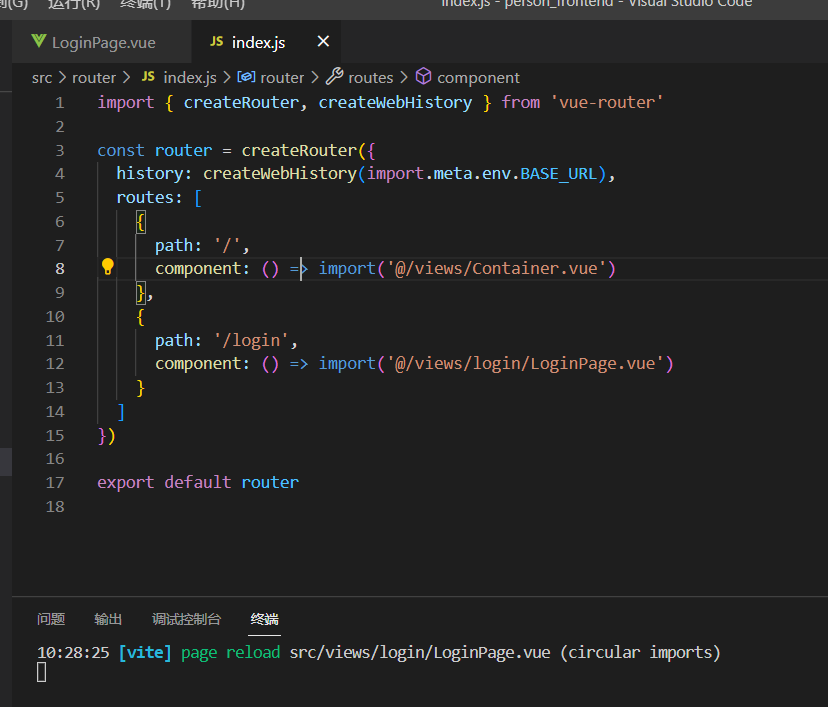 运行(R) 终端(T) 帮助(H) index.js - person_frontend - Visual Studio Code
LoginPage.vue JS index.js ×
src > router > JS index.js > router > routes > component
1 import { createRouter, createWebHistory } from 'vue-router'
2
3 const router = createRouter({
4 history: createWebHistory(import.meta.env.BASE_URL),
5 routes: [
6 {
7 path: '/',
8 component: () => import('@/views/Container.vue')
9 },
10 {
11 path: '/login',
12 component: () => import('@/views/login/LoginPage.vue')
13 }
14 ]
15 })
16
17 export default router
18
问题 输出 调试控制台 终端
10:28:25 [vite] page reload src/views/login/LoginPage.vue (circular imports)